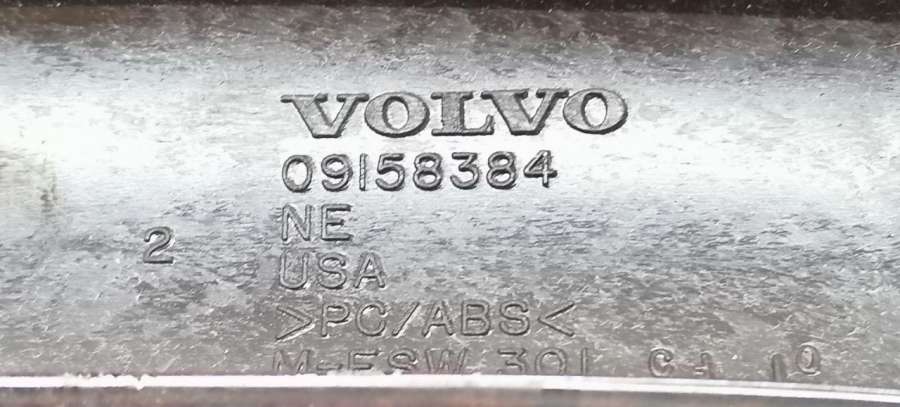 VOLVO
09158384
NE
2
USA
>PC/ABS<